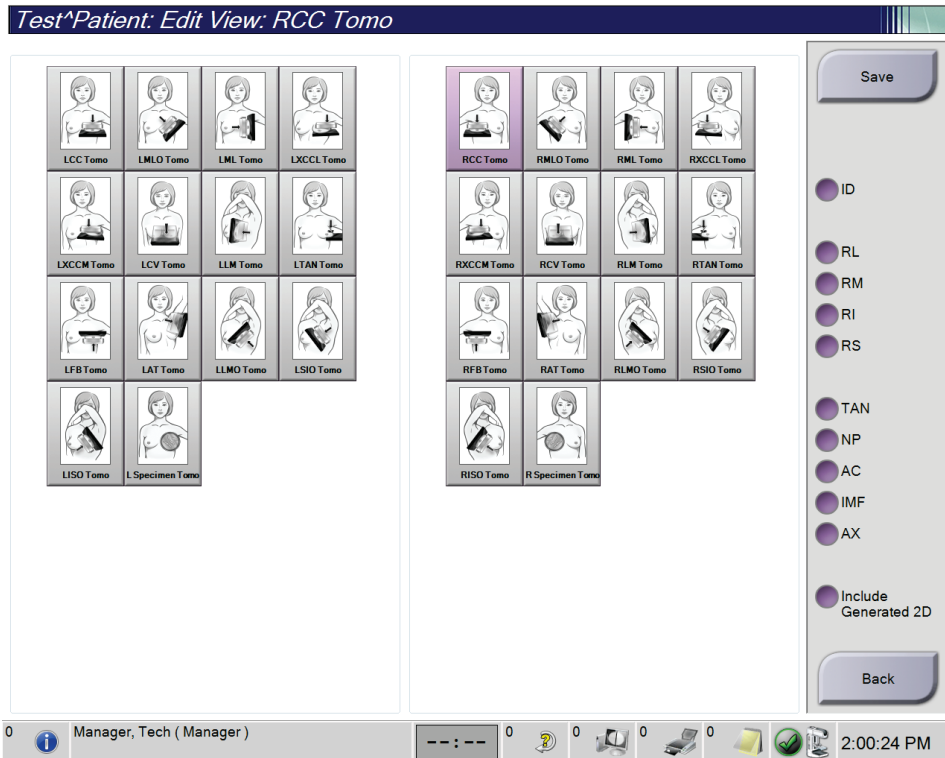 Test^Patient: Edit View: RCC Tomo
LCC Tomo
LMLO Tomo
LML Tomo
LXCCL Tomo
LXCCM Tomo
LCV Tomo
LLM Tomo
LTAN Tomo
LFB Tomo
LAT Tomo
LLMO Tomo
LSIO Tomo
LISO Tomo
L Specimen Tomo
RCC Tomo
RMLO Tomo
RML Tomo
RXCCL Tomo
RXCCM Tomo
RCV Tomo
RLM Tomo
RTAN Tomo
RFB Tomo
RAT Tomo
RLMO Tomo
RSIO Tomo
RISO Tomo
R Specimen Tomo
Save
ID
RL
RM
RI
RS
TAN
NP
AC
IMF
AX
Include
Generated 2D
Back
0
Manager, Tech ( Manager )
--:--
0
0
0
0
2:00:24 PM